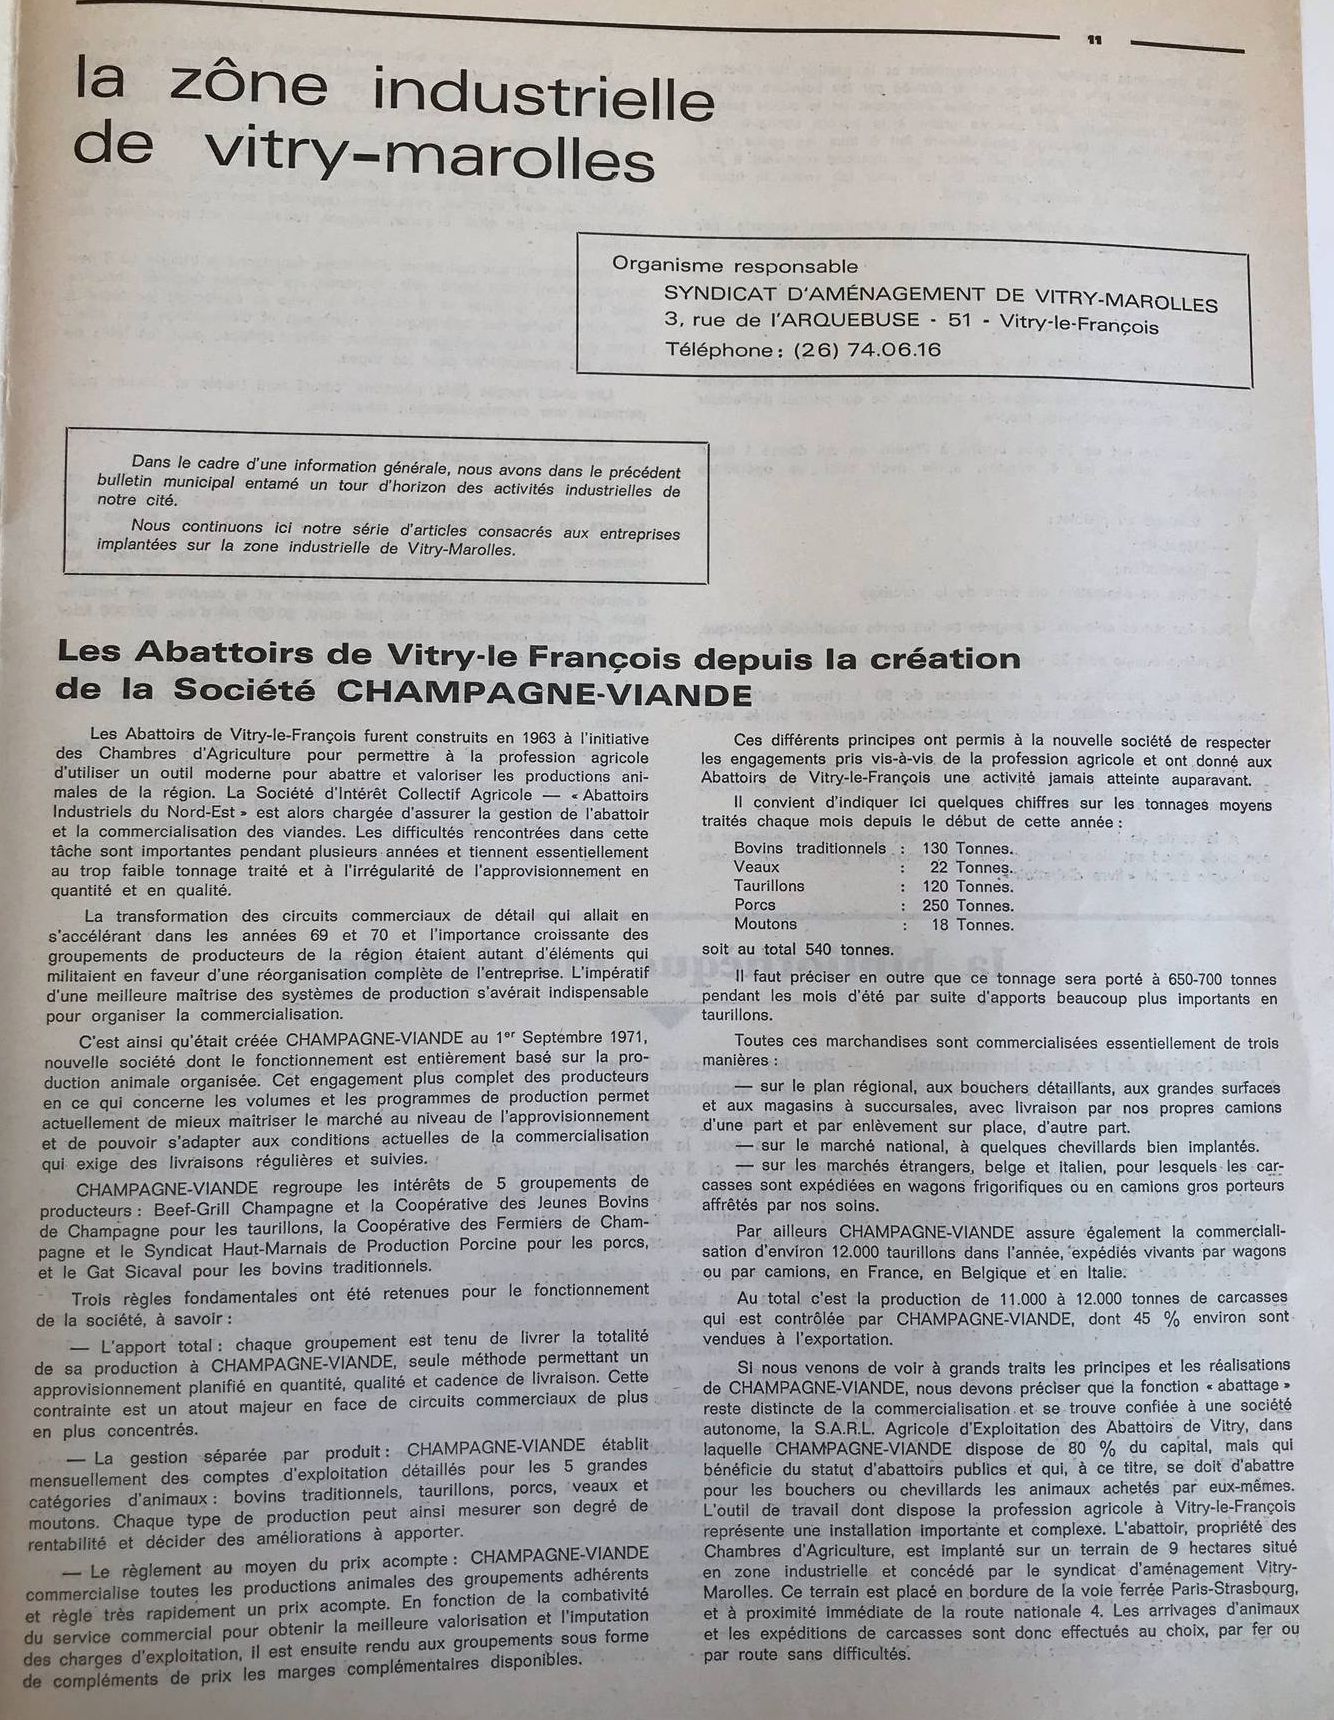 11
la zône industrielle
de vitry-marolles
Organisme responsable
SYNDICAT D'AMÉNAGEMENT DE VITRY-MAROLLES
3, rue de l'ARQUEBUSE - 51 - Vitry-le-François
Téléphone : (26) 74.06.16
Dans le cadre d'une information générale, nous avons dans le précédent
bulletin municipal entamé un tour d'horizon des activités industrielles de
notre cité.
Nous continuons ici notre série d'articles consacrés aux entreprises
implantées sur la zone industrielle de Vitry-Marolles.
Les Abattoirs de Vitry-le François depuis la création
de la Société CHAMPAGNE-VIANDE
Les Abattoirs de Vitry-le-François furent construits en 1963 à l'initiative
des Chambres d'Agriculture pour permettre à la profession agricole
d'utiliser un outil moderne pour abattre et valoriser les productions ani-
males de la région. La Société d'Intérêt Collectif Agricole — « Abattoirs
Industriels du Nord-Est » est alors chargée d'assurer la gestion de l'abattoir
et la commercialisation des viandes. Les difficultés rencontrées dans cette
tâche sont importantes pendant plusieurs années et tiennent essentiellement
au trop faible tonnage traité et à l'irrégularité de l'approvisionnement en
quantité et en qualité.
La transformation des circuits commerciaux de détail qui allait en
s'accélérant dans les années 69 et 70 et l'importance croissante des
groupements de producteurs de la région étaient autant d'éléments qui
militaient en faveur d'une réorganisation complète de l'entreprise. L'impératif
d'une meilleure maîtrise des systèmes de production s'avérait indispensable
pour organiser la commercialisation.
C'est ainsi qu'était créée CHAMPAGNE-VIANDE au 1er Septembre 1971,
nouvelle société dont le fonctionnement est entièrement basé sur la pro-
duction animale organisée. Cet engagement plus complet des producteurs
en ce qui concerne les volumes et les programmes de production permet
actuellement de mieux maîtriser le marché au niveau de l'approvisionnement
et de pouvoir s'adapter aux conditions actuelles de la commercialisation
qui exige des livraisons régulières et suivies.
CHAMPAGNE-VIANDE regroupe les intérêts de 5 groupements de
producteurs : Beef-Grill Champagne et la Coopérative des Jeunes Bovins
de Champagne pour les taurillons, la Coopérative des Fermiers de Cham-
pagne et le Syndicat Haut-Marnais de Production Porcine pour les porcs,
et le Gat Sicaval pour les bovins traditionnels.
Trois règles fondamentales ont été retenues pour le fonctionnement
de la société, à savoir :
— L'apport total : chaque groupement est tenu de livrer la totalité
de sa production à CHAMPAGNE-VIANDE, seule méthode permettant un
approvisionnement planifié en quantité, qualité et cadence de livraison. Cette
contrainte est un atout majeur en face de circuits commerciaux de plus
en plus concentrés.
— La gestion séparée par produit : CHAMPAGNE-VIANDE établit
mensuellement des comptes d'exploitation détaillés pour les 5 grandes
catégories d'animaux : bovins traditionnels, taurillons, porcs, veaux et
moutons. Chaque type de production peut ainsi mesurer son degré de
rentabilité et décider des améliorations à apporter.
— Le règlement au moyen du prix acompte : CHAMPAGNE-VIANDE
commercialise toutes les productions animales des groupements adhérents
et règle très rapidement un prix acompte. En fonction de la combativité
du service commercial pour obtenir la meilleure valorisation et l'imputation
des charges d'exploitation, il est ensuite rendu aux groupements sous forme
de compléments de prix les marges complémentaires disponibles.
Ces différents principes ont permis à la nouvelle société de respecter
les engagements pris vis-à-vis de la profession agricole et ont donné aux
Abattoirs de Vitry-le-François une activité jamais atteinte auparavant.
Il convient d'indiquer ici quelques chiffres sur les tonnages moyens
traités chaque mois depuis le début de cette année :
Bovins traditionnels : 130 Tonnes.
Veaux : 22 Tonnes.
Taurillons : 120 Tonnes.
Porcs : 250 Tonnes.
Moutons : 18 Tonnes.
soit au total 540 tonnes.
Il faut préciser en outre que ce tonnage sera porté à 650-700 tonnes
pendant les mois d'été par suite d'apports beaucoup plus importants en
taurillons.
Toutes ces marchandises sont commercialisées essentiellement de trois
manières :
— sur le plan régional, aux bouchers détaillants, aux grandes surfaces
et aux magasins à succursales, avec livraison par nos propres camions
d'une part et par enlèvement sur place, d'autre part.
— sur le marché national, à quelques chevillards bien implantés.
— sur les marchés étrangers, belge et italien, pour lesquels les car-
casses sont expédiées en wagons frigorifiques ou en camions gros porteurs
affrêtés par nos soins.
Par ailleurs CHAMPAGNE-VIANDE assure également la commerciali-
sation d'environ 12.000 taurillons dans l'année, expédiés vivants par wagons
ou par camions, en France, en Belgique et en Italie.
Au total c'est la production de 11.000 à 12.000 tonnes de carcasses
qui est contrôlée par CHAMPAGNE-VIANDE, dont 45 % environ sont
vendues à l'exportation.
Si nous venons de voir à grands traits les principes et les réalisations
de CHAMPAGNE-VIANDE, nous devons préciser que la fonction « abattage »
reste distincte de la commercialisation et se trouve confiée à une société
autonome, la S.A.R.L. Agricole d'Exploitation des Abattoirs de Vitry, dans
laquelle CHAMPAGNE-VIANDE dispose de 80 % du capital, mais qui
bénéficie du statut d'abattoirs publics et qui, à ce titre, se doit d'abattre
pour les bouchers ou chevillards les animaux achetés par eux-mêmes.
L'outil de travail dont dispose la profession agricole à Vitry-le-François
représente une installation importante et complexe. L'abattoir, propriété des
Chambres d'Agriculture, est implanté sur un terrain de 9 hectares situé
en zone industrielle et concédé par le syndicat d'aménagement Vitry-
Marolles. Ce terrain est placé en bordure de la voie ferrée Paris-Strasbourg,
et à proximité immédiate de la route nationale 4. Les arrivages d'animaux
et les expéditions de carcasses sont donc effectués au choix, par fer ou
par route sans difficultés.